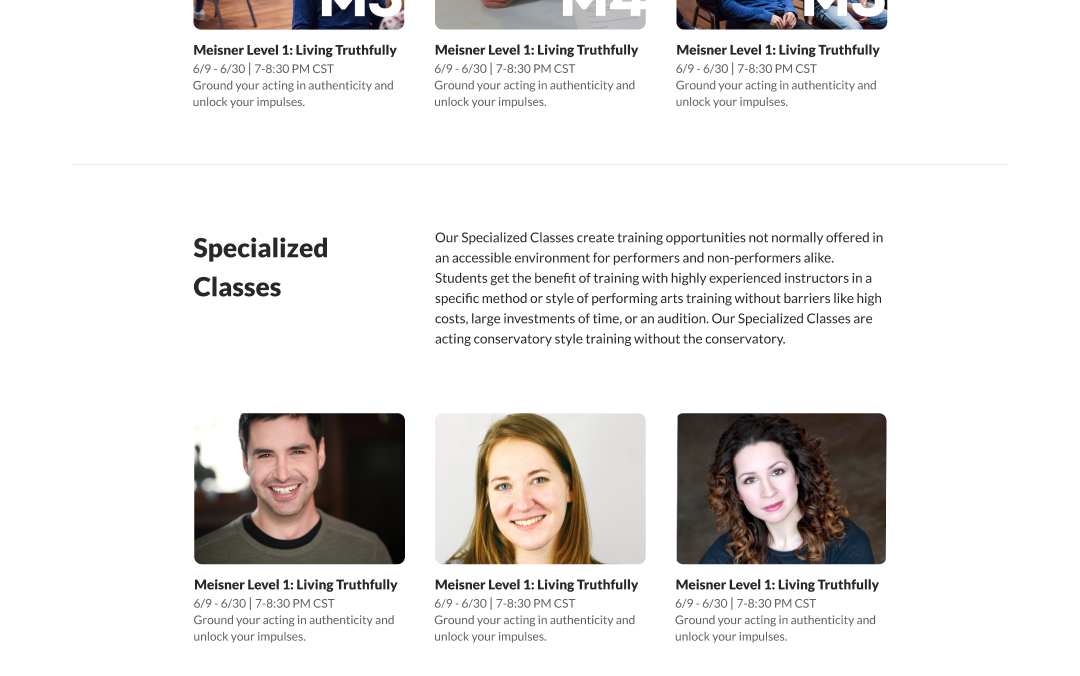 M3 M4 M5
Meisner Level 1: Living Truthfully
6/9 - 6/30 | 7-8:30 PM CST
Ground your acting in authenticity and
unlock your impulses.
Meisner Level 1: Living Truthfully
6/9 - 6/30 | 7-8:30 PM CST
Ground your acting in authenticity and
unlock your impulses.
Meisner Level 1: Living Truthfully
6/9 - 6/30 | 7-8:30 PM CST
Ground your acting in authenticity and
unlock your impulses.
Specialized
Classes
Our Specialized Classes create training opportunities not normally offered in
an accessible environment for performers and non-performers alike.
Students get the benefit of training with highly experienced instructors in a
specific method or style of performing arts training without barriers like high
costs, large investments of time, or an audition. Our Specialized Classes are
acting conservatory style training without the conservatory.
Meisner Level 1: Living Truthfully
6/9 - 6/30 | 7-8:30 PM CST
Ground your acting in authenticity and
unlock your impulses.
Meisner Level 1: Living Truthfully
6/9 - 6/30 | 7-8:30 PM CST
Ground your acting in authenticity and
unlock your impulses.
Meisner Level 1: Living Truthfully
6/9 - 6/30 | 7-8:30 PM CST
Ground your acting in authenticity and
unlock your impulses.